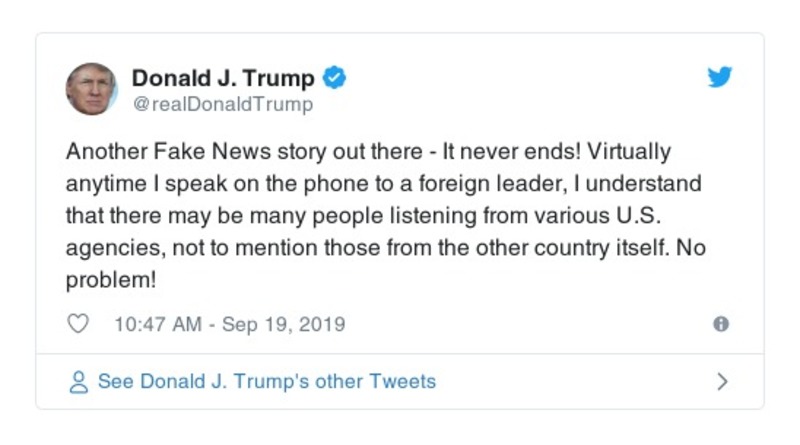 Donald J. Trump
@realDonaldTrump
Another Fake News story out there - It never ends! Virtually
anytime I speak on the phone to a foreign leader, I understand
that there may be many people listening from various U.S.
agencies, not to mention those from the other country itself. No
problem!
10:47 AM - Sep 19, 2019
See Donald J. Trump's other Tweets